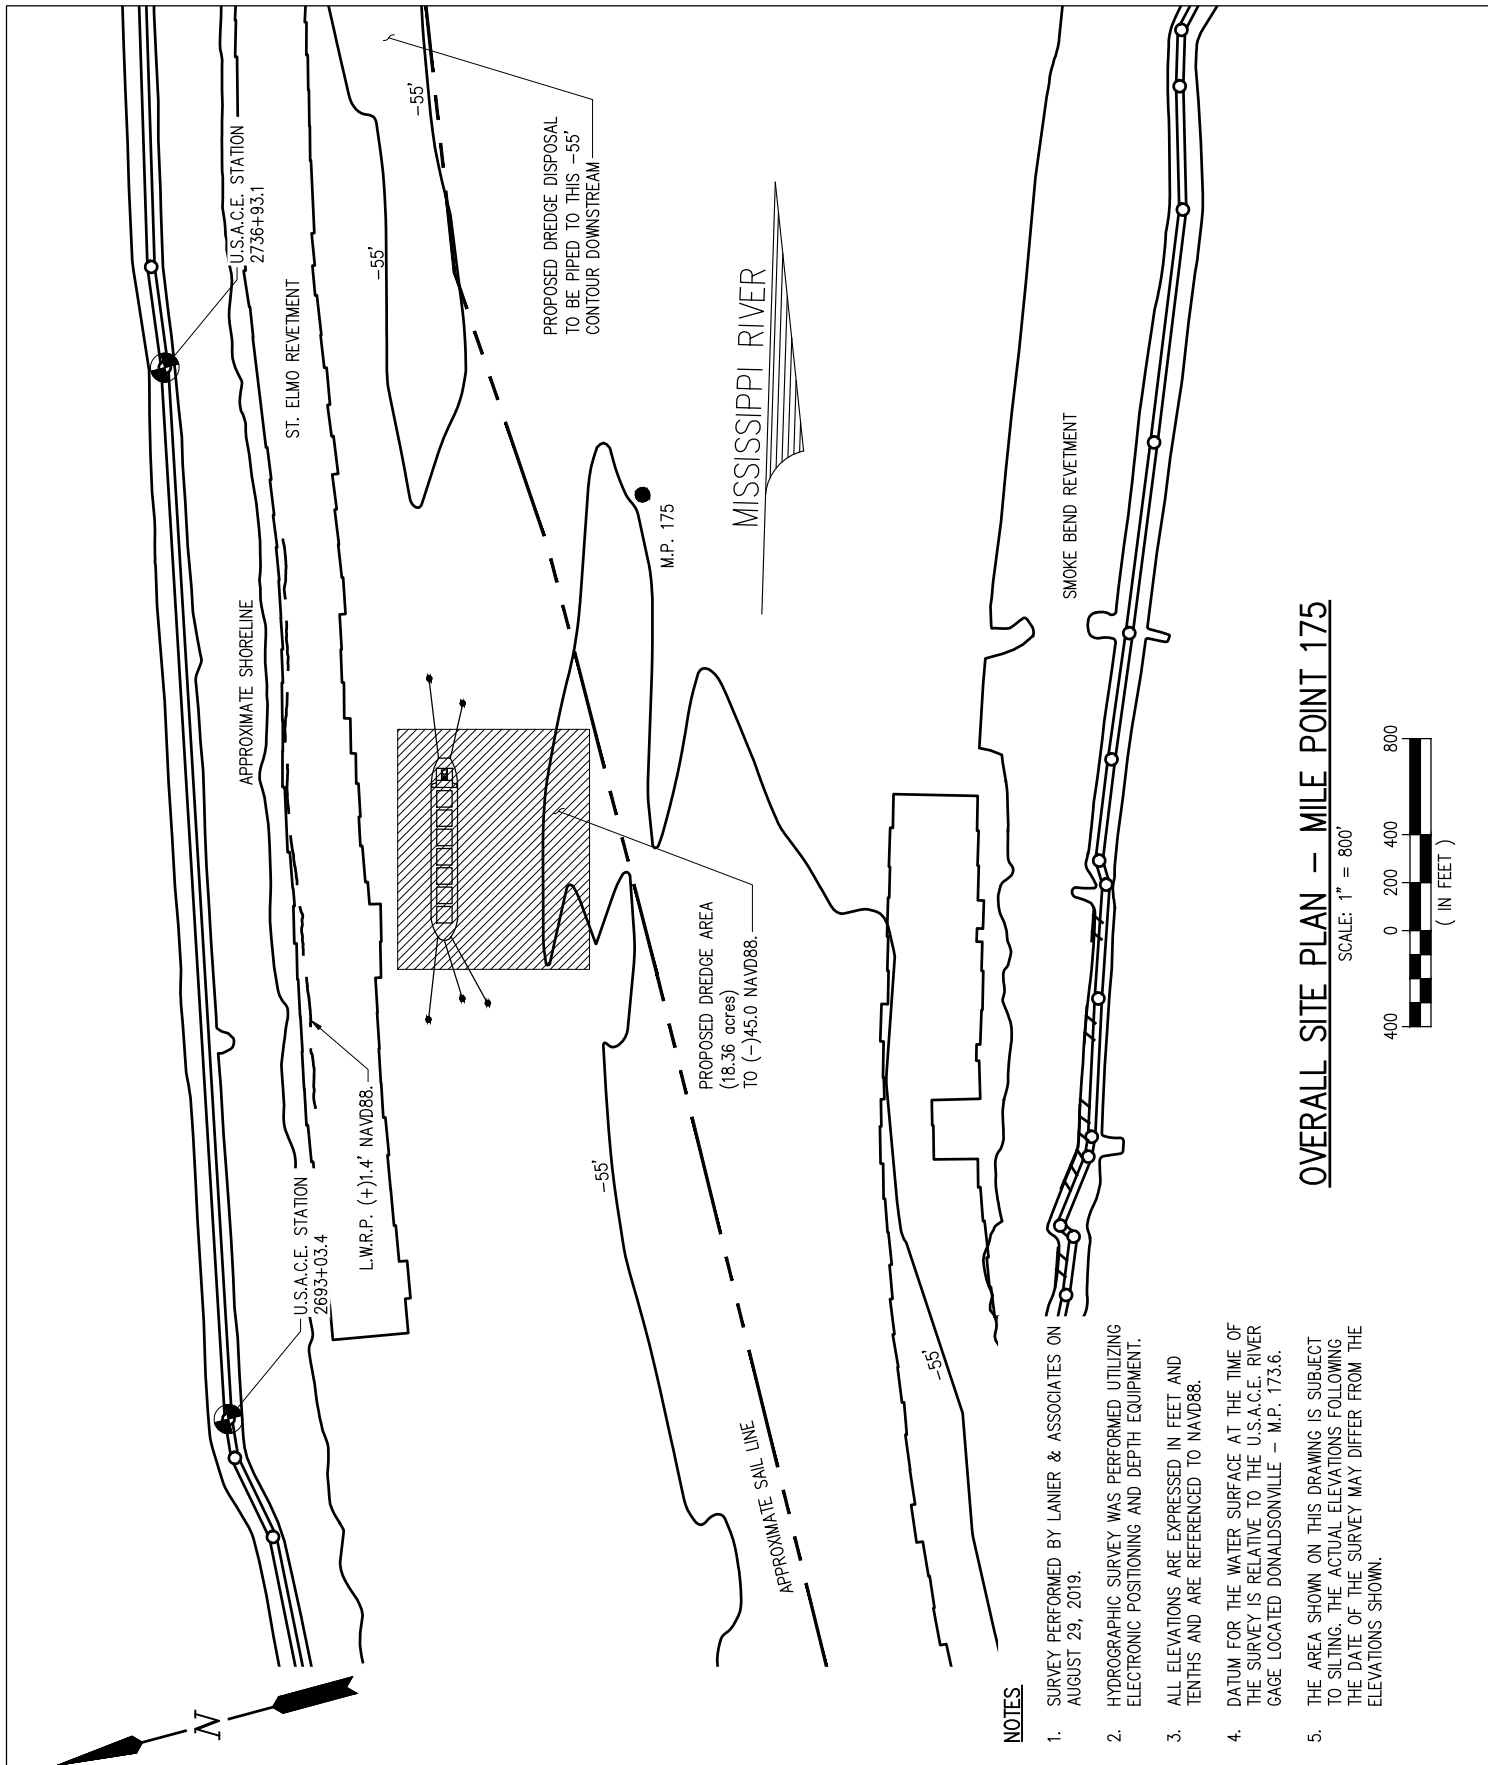 U.S.A.C.E. STATION
2736+93.1
ST. ELMO REVETMENT
-55'
-55'
PROPOSED DREDGE DISPOSAL
TO BE PIPED TO THIS -55'
CONTOUR DOWNSTREAM
MISSISSIPPI RIVER
M.P. 175
APPROXIMATE SHORELINE
SMOKE BEND REVETMENT
PROPOSED DREDGE AREA
(18.36 acres)
TO (-)45.0 NAVD88.
L.W.R.P. (+)1.4' NAVD88.
U.S.A.C.E. STATION
2693+03.4
-55'
-55'
APPROXIMATE SAIL LINE
N
OVERALL SITE PLAN - MILE POINT 175
SCALE: 1" = 800'
400 0 200 400 800
( IN FEET )
NOTES
1. SURVEY PERFORMED BY LANIER & ASSOCIATES ON
AUGUST 29, 2019.
2. HYDROGRAPHIC SURVEY WAS PERFORMED UTILIZING
ELECTRONIC POSITIONING AND DEPTH EQUIPMENT.
3. ALL ELEVATIONS ARE EXPRESSED IN FEET AND
TENTHS AND ARE REFERENCED TO NAVD88.
4. DATUM FOR THE WATER SURFACE AT THE TIME OF
THE SURVEY IS RELATIVE TO THE U.S.A.C.E. RIVER
GAGE LOCATED DONALDSONVILLE - M.P. 173.6.
5. THE AREA SHOWN ON THIS DRAWING IS SUBJECT
TO SILTING. THE ACTUAL ELEVATIONS FOLLOWING
THE DATE OF THE SURVEY MAY DIFFER FROM THE
ELEVATIONS SHOWN.